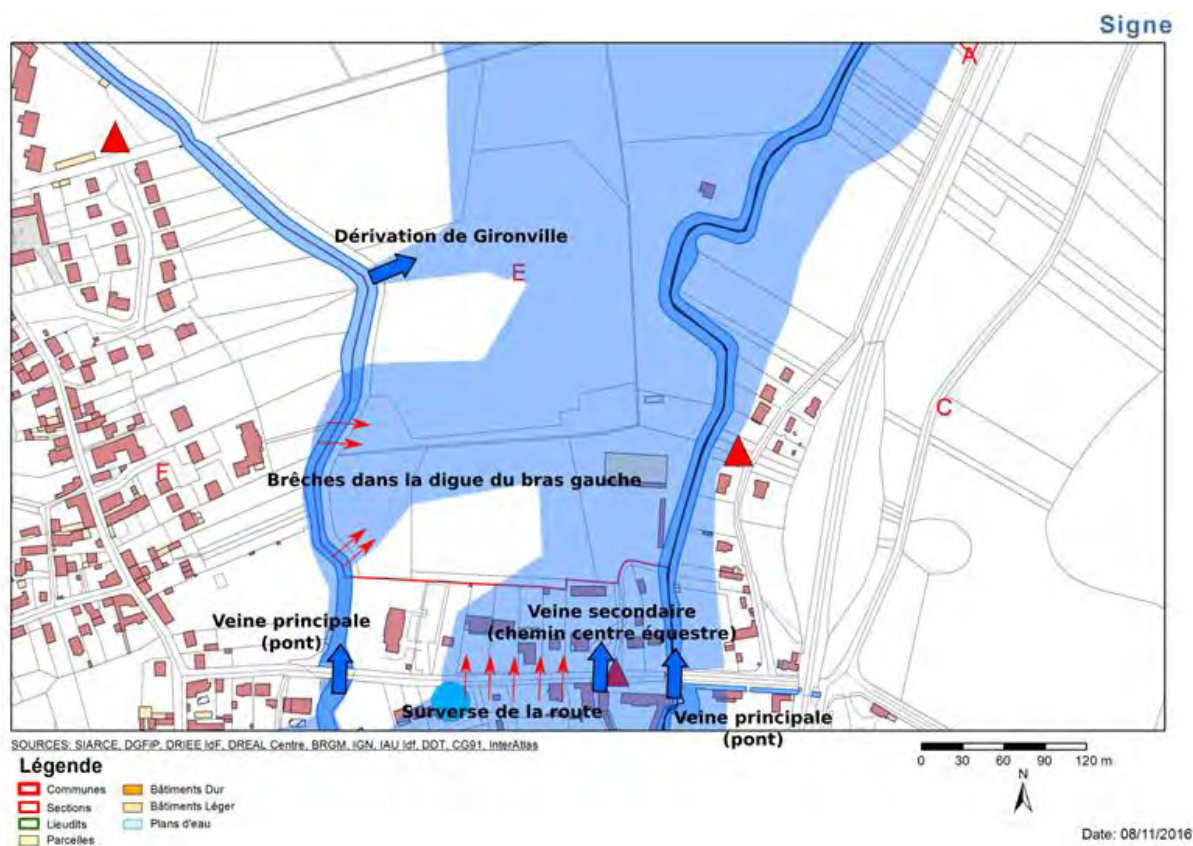 Signe
A
Dérivation de Gironville
E
C
F
Brêches dans la digue du bras gauche
Veine principale
(pont)
Veine secondaire
(chemin centre équestre)
Surverse de la route
Veine principale
(pont)
SOURCES: SIARCE, DGFiP, DRIEE IdF, DREAL Centre, BRGM, IGN, IAU Idf, DDT, CG91, InterAtlas
0 30 60 90 120 m
N
Légende
Communes
Sections
Lieudits
Parcelles
Bâtiments Dur
Bâtiments Léger
Plans d'eau
Date: 08/11/2016